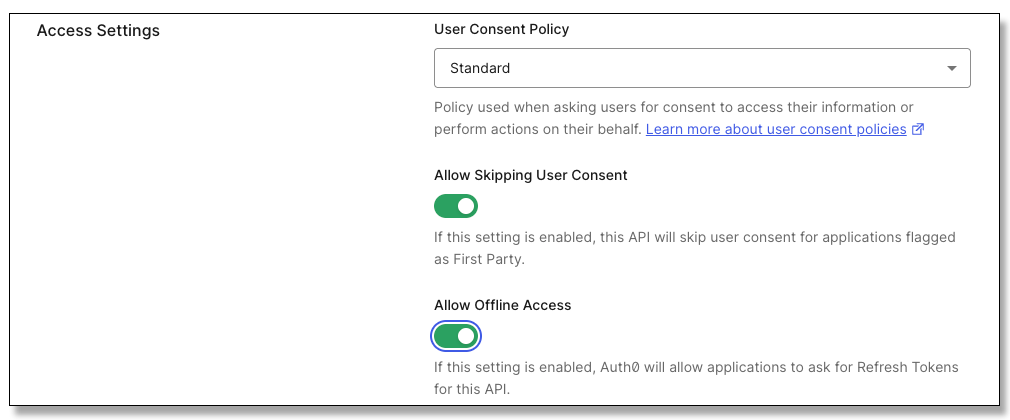 Access Settings
User Consent Policy
Standard
Policy used when asking users for consent to access their information or
perform actions on their behalf. Learn more about user consent policies
Allow Skipping User Consent
If this setting is enabled, this API will skip user consent for applications flagged
as First Party.
Allow Offline Access
If this setting is enabled, Auth0 will allow applications to ask for Refresh Tokens
for this API.